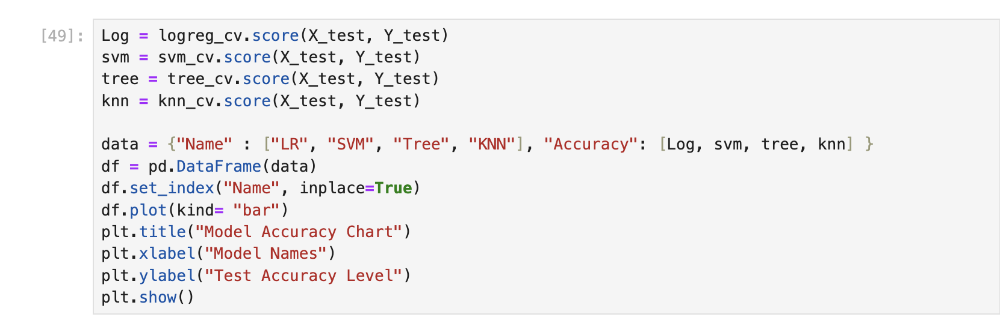 [49]:
Log = logreg_cv.score(X_test, Y_test)
svm = svm_cv.score(X_test, Y_test)
tree = tree_cv.score(X_test, Y_test)
knn = knn_cv.score(X_test, Y_test)
data = {"Name" : ["LR", "SVM", "Tree", "KNN"], "Accuracy": [Log, svm, tree, knn] }
df = pd.DataFrame(data)
df.set_index("Name", inplace=True)
df.plot(kind= "bar")
plt.title("Model Accuracy Chart")
plt.xlabel("Model Names")
plt.ylabel("Test Accuracy Level")
plt.show()